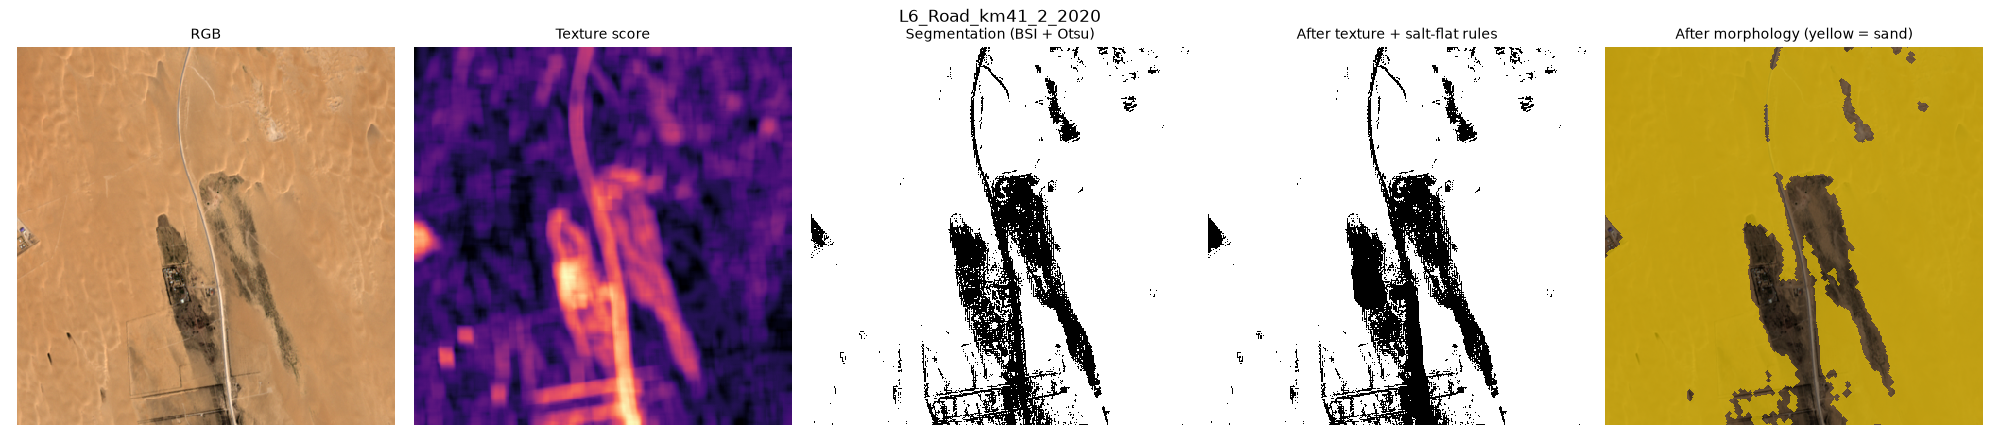 L6_Road_km41_2_2020
RGB
Texture score
Segmentation (BSI + Otsu)
After texture + salt-flat rules
After morphology (yellow = sand)